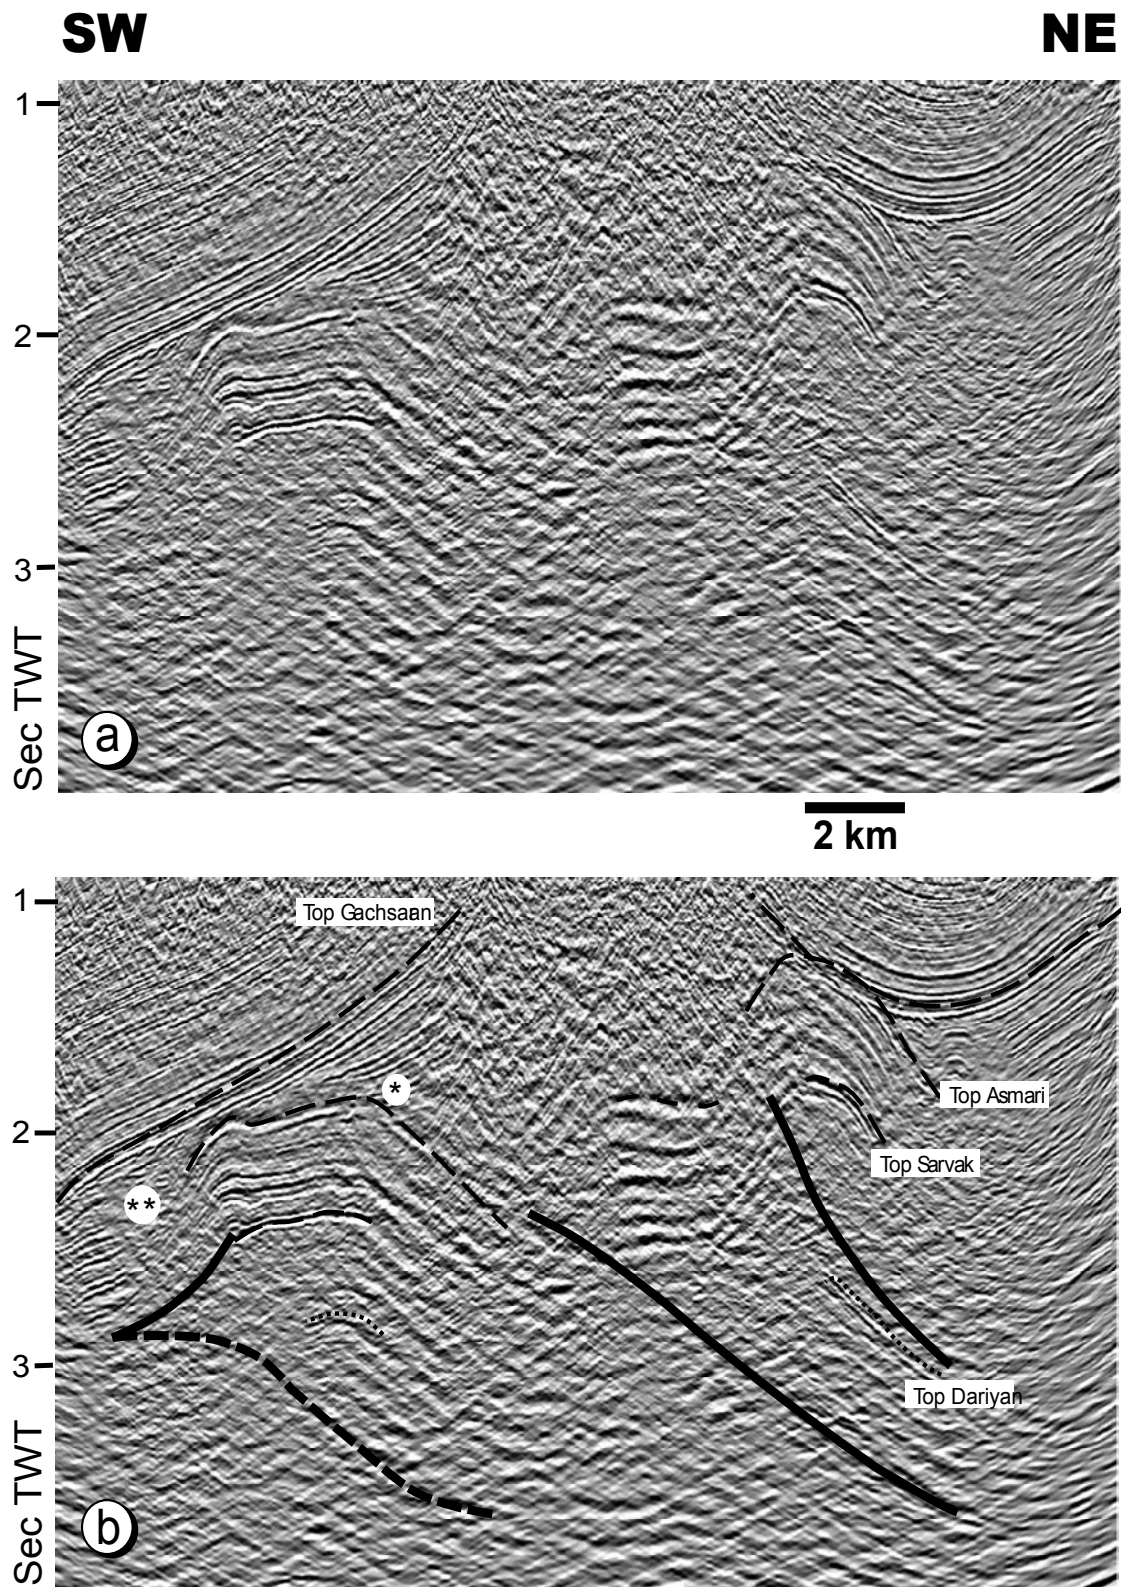 SW NE
1
2
3
Sec TWT
a
2 km
1
Top Gachsaran
*
Top Asmari
2
Top Sarvak
**
3
Top Dariyan
Sec TWT
b